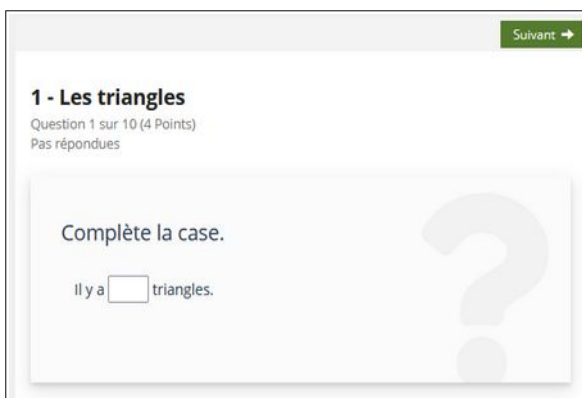 Suivant →
1 - Les triangles
Question 1 sur 10 (4 Points)
Pas répondues
Complète la case.
Il y a triangles.
?